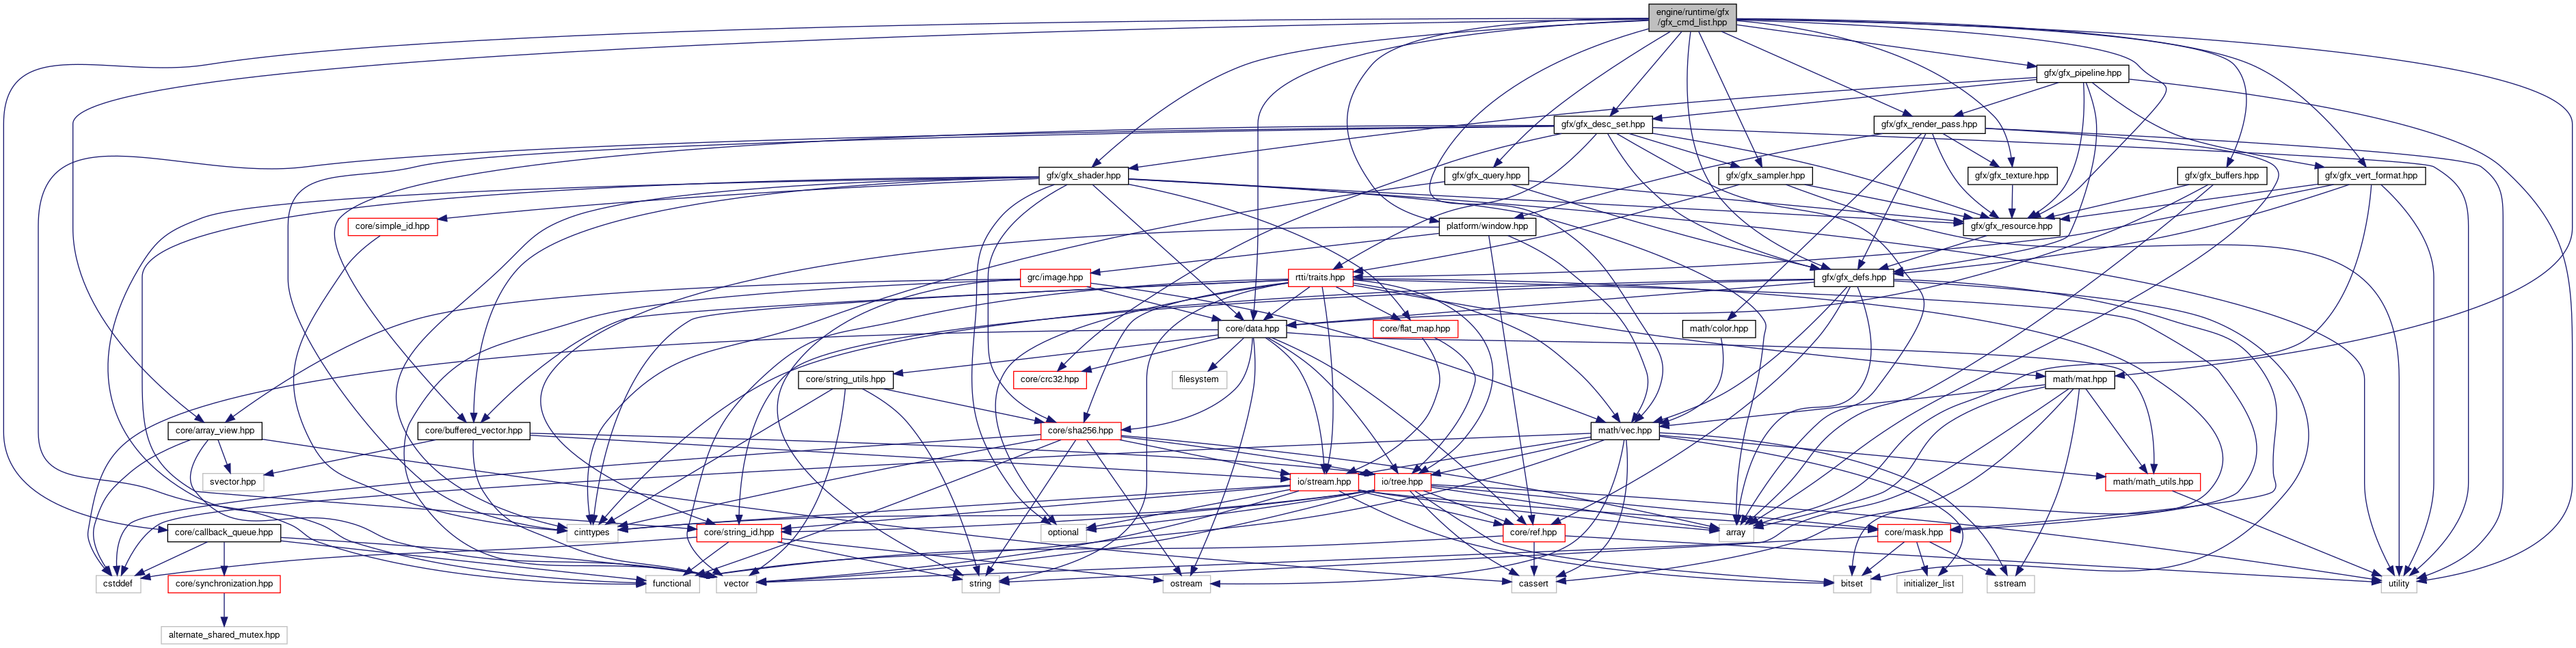 engine/runtime/gfx
/gfx_cmd_list.hpp
gfx/gfx_pipeline.hpp
gfx/gfx_desc_set.hpp
gfx/gfx_render_pass.hpp
gfx/gfx_shader.hpp
gfx/gfx_query.hpp
gfx/gfx_sampler.hpp
gfx/gfx_texture.hpp
gfx/gfx_buffers.hpp
gfx/gfx_vert_format.hpp
core/simple_id.hpp
platform/window.hpp
gfx/gfx_resource.hpp
grc/image.hpp
rtti/traits.hpp
gfx/gfx_defs.hpp
core/data.hpp
core/flat_map.hpp
math/color.hpp
core/string_utils.hpp
core/crc32.hpp
filesystem
math/mat.hpp
core/array_view.hpp
core/buffered_vector.hpp
core/sha256.hpp
math/vec.hpp
svector.hpp
io/stream.hpp
io/tree.hpp
math/math_utils.hpp
core/callback_queue.hpp
cinttypes
core/string_id.hpp
optional
core/ref.hpp
array
core/mask.hpp
cstddef
core/synchronization.hpp
functional
vector
string
ostream
cassert
bitset
initializer_list
sstream
utility
alternate_shared_mutex.hpp